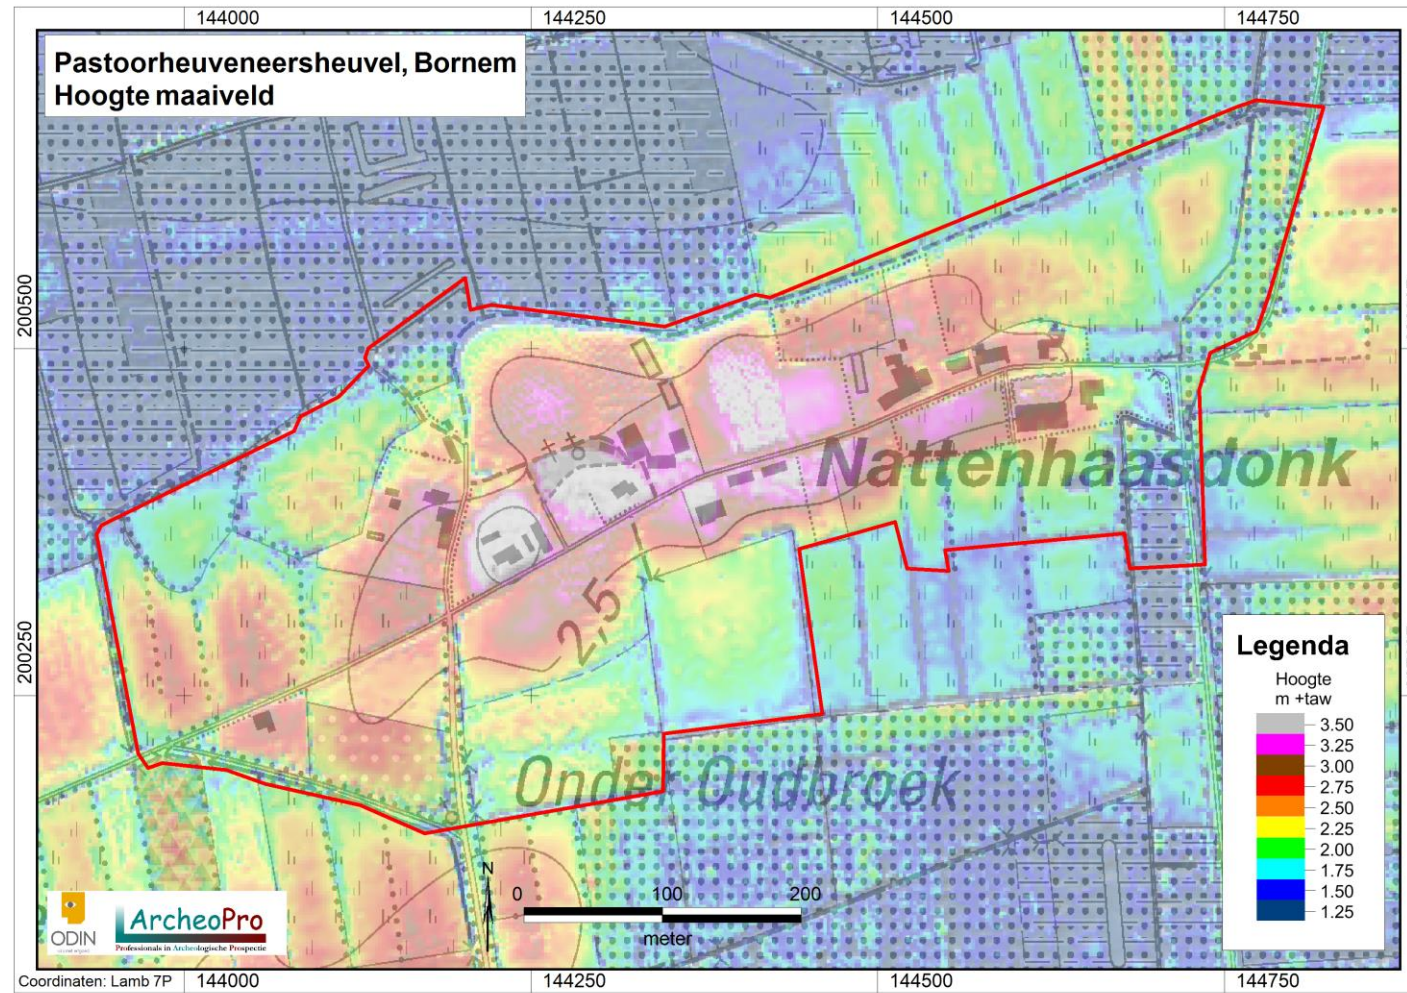 144000 144250 144500 144750
Pastoorheuveneersheuvel, Bornem
Hoogte maaiveld
200500
200250
Nattenhaasdonk
2,5
Onder Oudbroek
Legenda
Hoogte
m +taw
3.50
3.25
3.00
2.75
2.50
2.25
2.00
1.75
1.50
1.25
N
0 100 200
meter
ODIN
ArcheoPro
Professionals in Archeologische Prospectie
Coordinaten: Lamb 7P
144000 144250 144500 144750